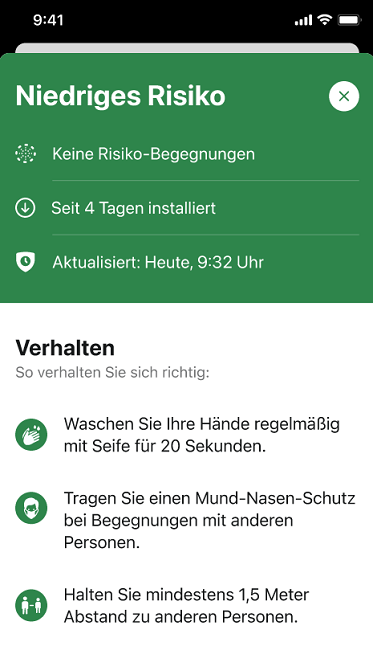 9:41
Niedriges Risiko
Keine Risiko-Begegnungen
Seit 4 Tagen installiert
Aktualisiert: Heute, 9:32 Uhr
Verhalten
So verhalten Sie sich richtig:
Waschen Sie Ihre Hände regelmäßig
mit Seife für 20 Sekunden.
Tragen Sie einen Mund-Nasen-Schutz
bei Begegnungen mit anderen
Personen.
Halten Sie mindestens 1,5 Meter
Abstand zu anderen Personen.